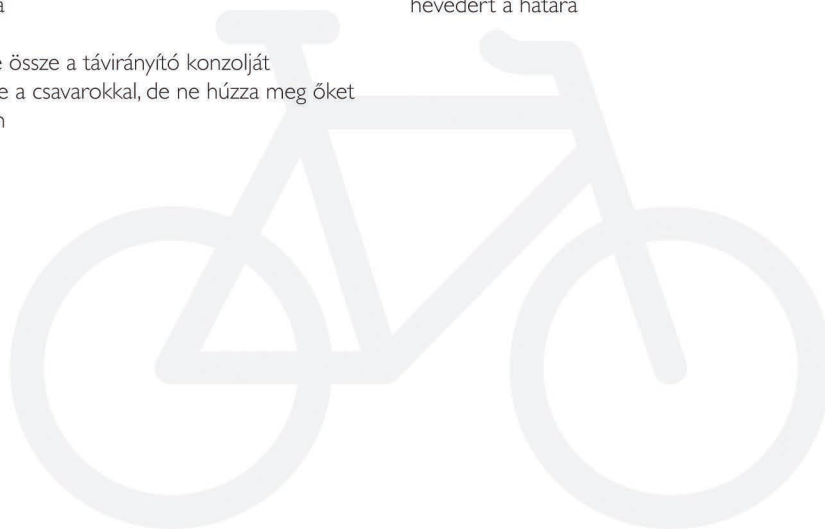 a
e össze a távirányító konzolját
e a csavarokkal, de ne húzza meg őket
n
hevedert a határa